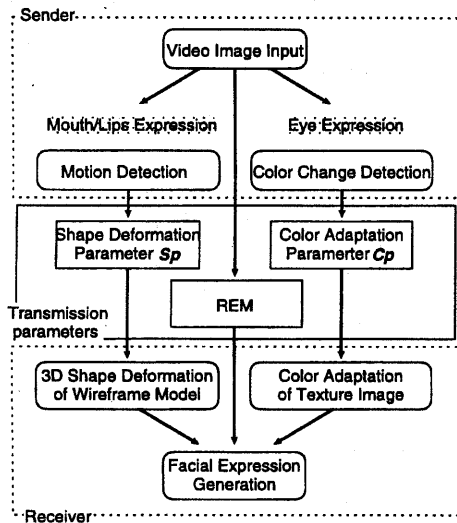 Sender
Video Image Input
Mouth/Lips Expression
Eye Expression
Motion Detection
Color Change Detection
Shape Deformation
Parameter Sp
Color Adaptation
Paramerter Cp
REM
Transmission
parameters
3D Shape Deformation
of Wireframe Model
Color Adaptation
of Texture Image
Facial Expression
Generation
Receiver